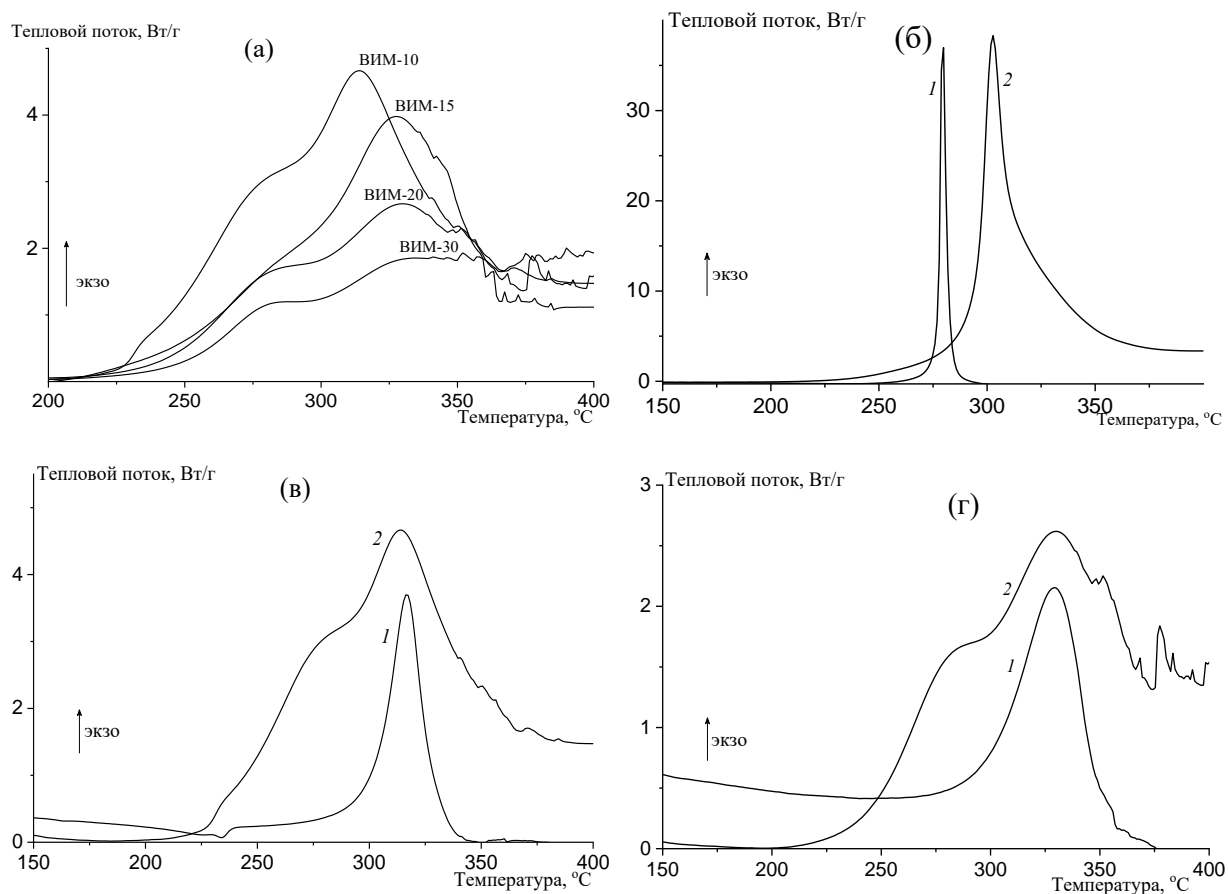 Тепловой поток, Вт/г
(а)
ВИМ-10
ВИМ-15
ВИМ-20
ВИМ-30
4
2
экзо
200
250
300
350
400
Температура, °С
Тепловой поток, Вт/г
(б)
1
2
30
20
10
0
экзо
150
200
250
300
350
Температура, °С
Тепловой поток, Вт/г
(в)
2
1
4
2
0
экзо
150
200
250
300
350
400
Температура, °С
Тепловой поток, Вт/г
(г)
2
1
3
2
1
0
экзо
150
200
250
300
350
400
Температура, °С